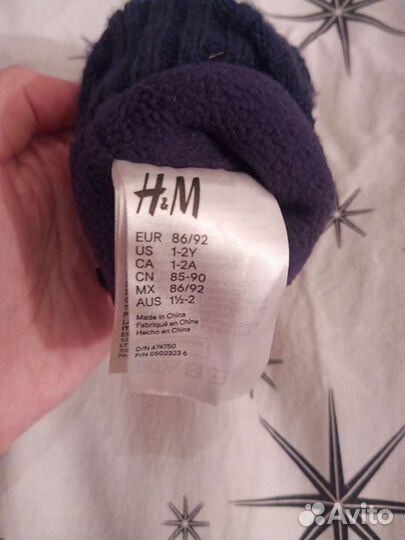 H&M
EUR 86/92
US 1-2Y
CA 1-2A
CN 85-90
MX 86/92
AUS 1½-2
Made in China
Fabriqué en Chine
Hecho en China
O/N 474750
P/N 0502323 6
Avito